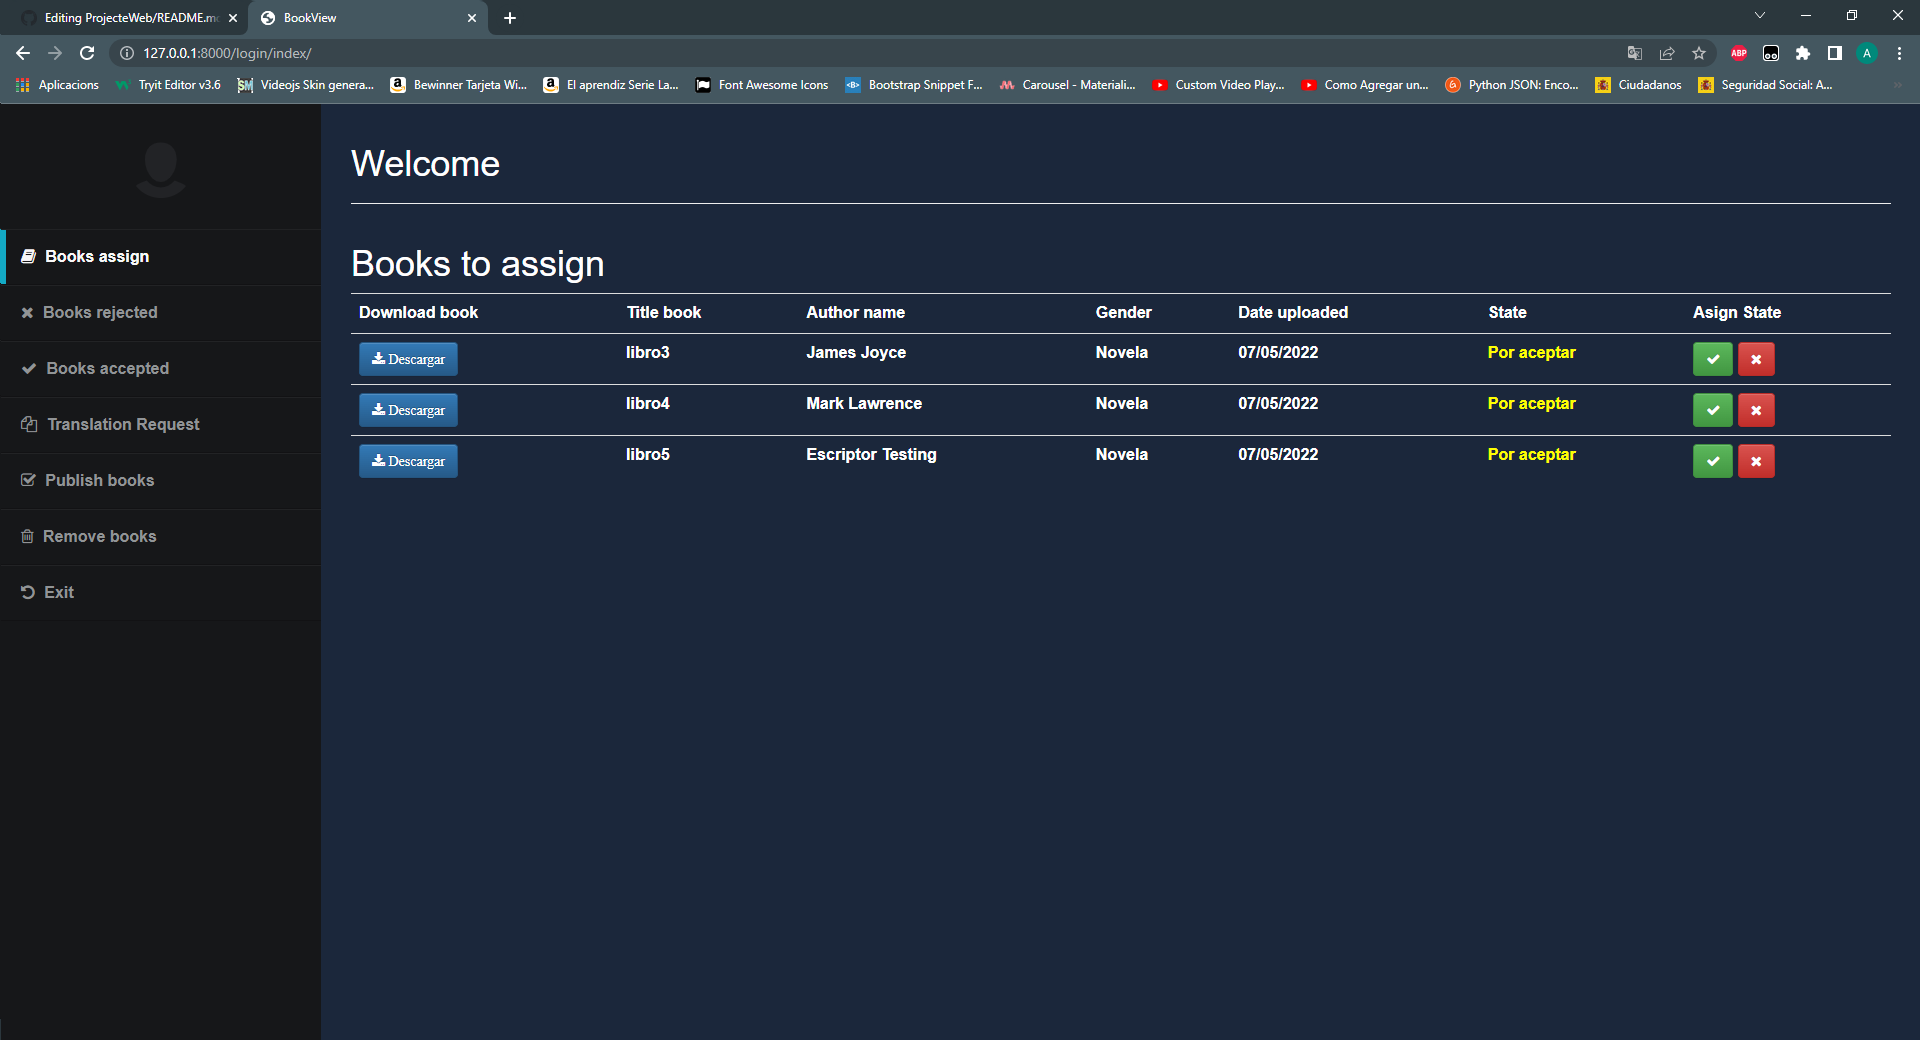 Editing ProjecteWeb/README.m
BookView
127.0.0.1:8000/login/index/
ABP
A
Aplicacions
Tryit Editor v3.6
Videojs Skin genera...
Bewinner Tarjeta Wi...
El aprendiz Serie La...
Font Awesome Icons
Bootstrap Snippet F...
Carousel - Materiali...
Custom Video Play...
Como Agregar un...
Python JSON: Enco...
Ciudadanos
Seguridad Social: A...
Books assign
Books rejected
Books accepted
Translation Request
Publish books
Remove books
Exit
Welcome
Books to assign
Download book Title book Author name Gender Date uploaded State Asign State
Descargar libro3 James Joyce Novela 07/05/2022 Por aceptar
Descargar libro4 Mark Lawrence Novela 07/05/2022 Por aceptar
Descargar libro5 Escriptor Testing Novela 07/05/2022 Por aceptar